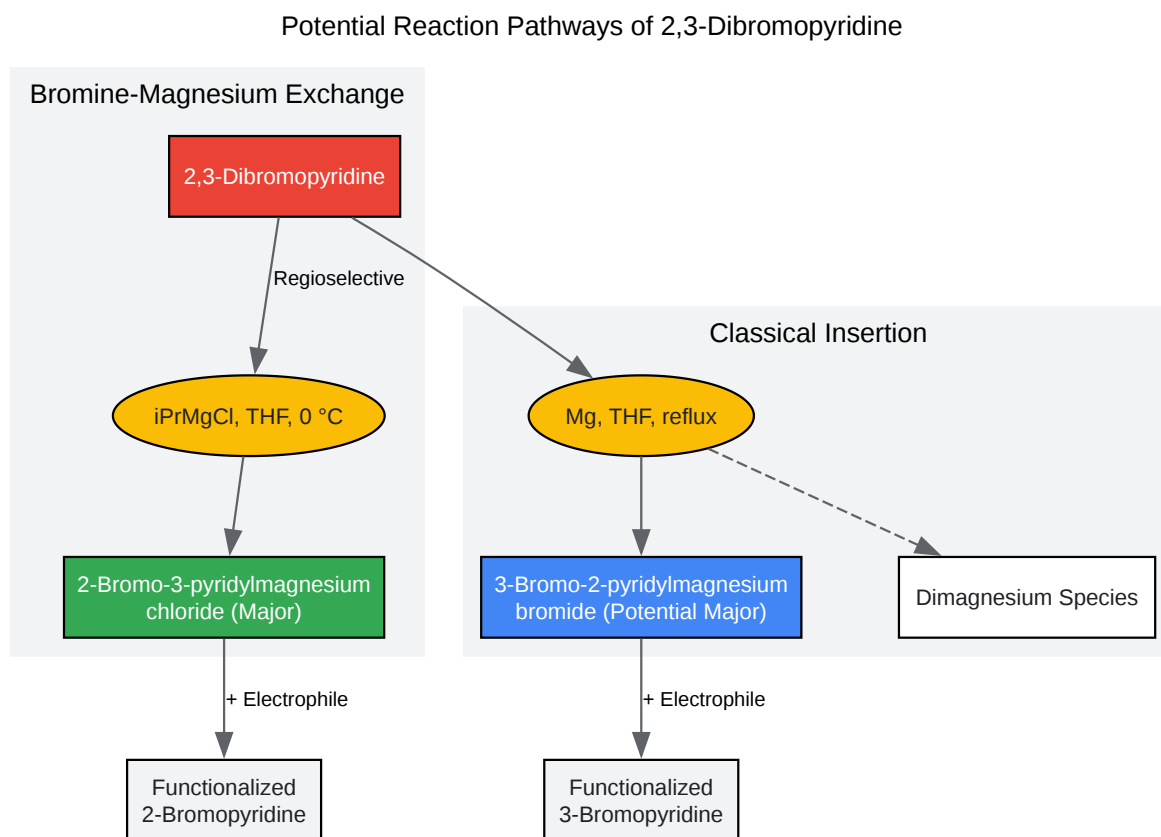 Potential Reaction Pathways of 2,3-Dibromopyridine
Bromine-Magnesium Exchange
2,3-Dibromopyridine
Regioselective
Classical Insertion
iPrMgCl, THF, 0 °C
Mg, THF, reflux
2-Bromo-3-pyridylmagnesium
chloride (Major)
3-Bromo-2-pyridylmagnesium
bromide (Potential Major)
Dimagnesium Species
+ Electrophile
+ Electrophile
Functionalized
2-Bromopyridine
Functionalized
3-Bromopyridine